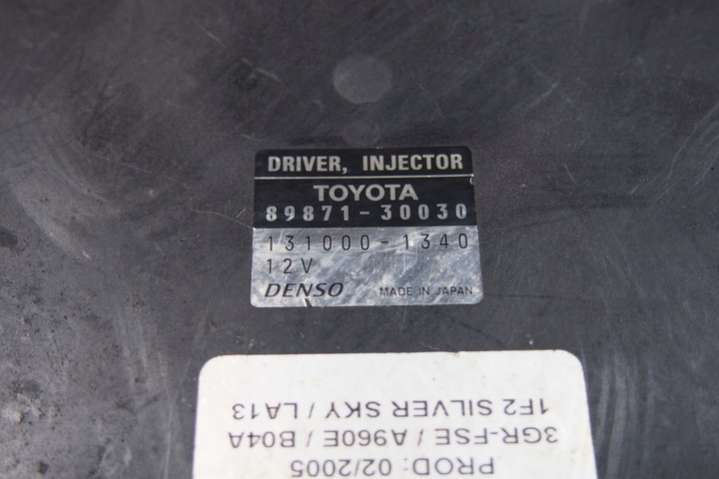 DRIVER, INJECTOR
TOYOTA
89871-30030
131000-1340
12V
DENSO MADE IN JAPAN
PROD: 02/2005
3GR-FSE / A960E / B04A
1F2 SILVER SKY / LA13